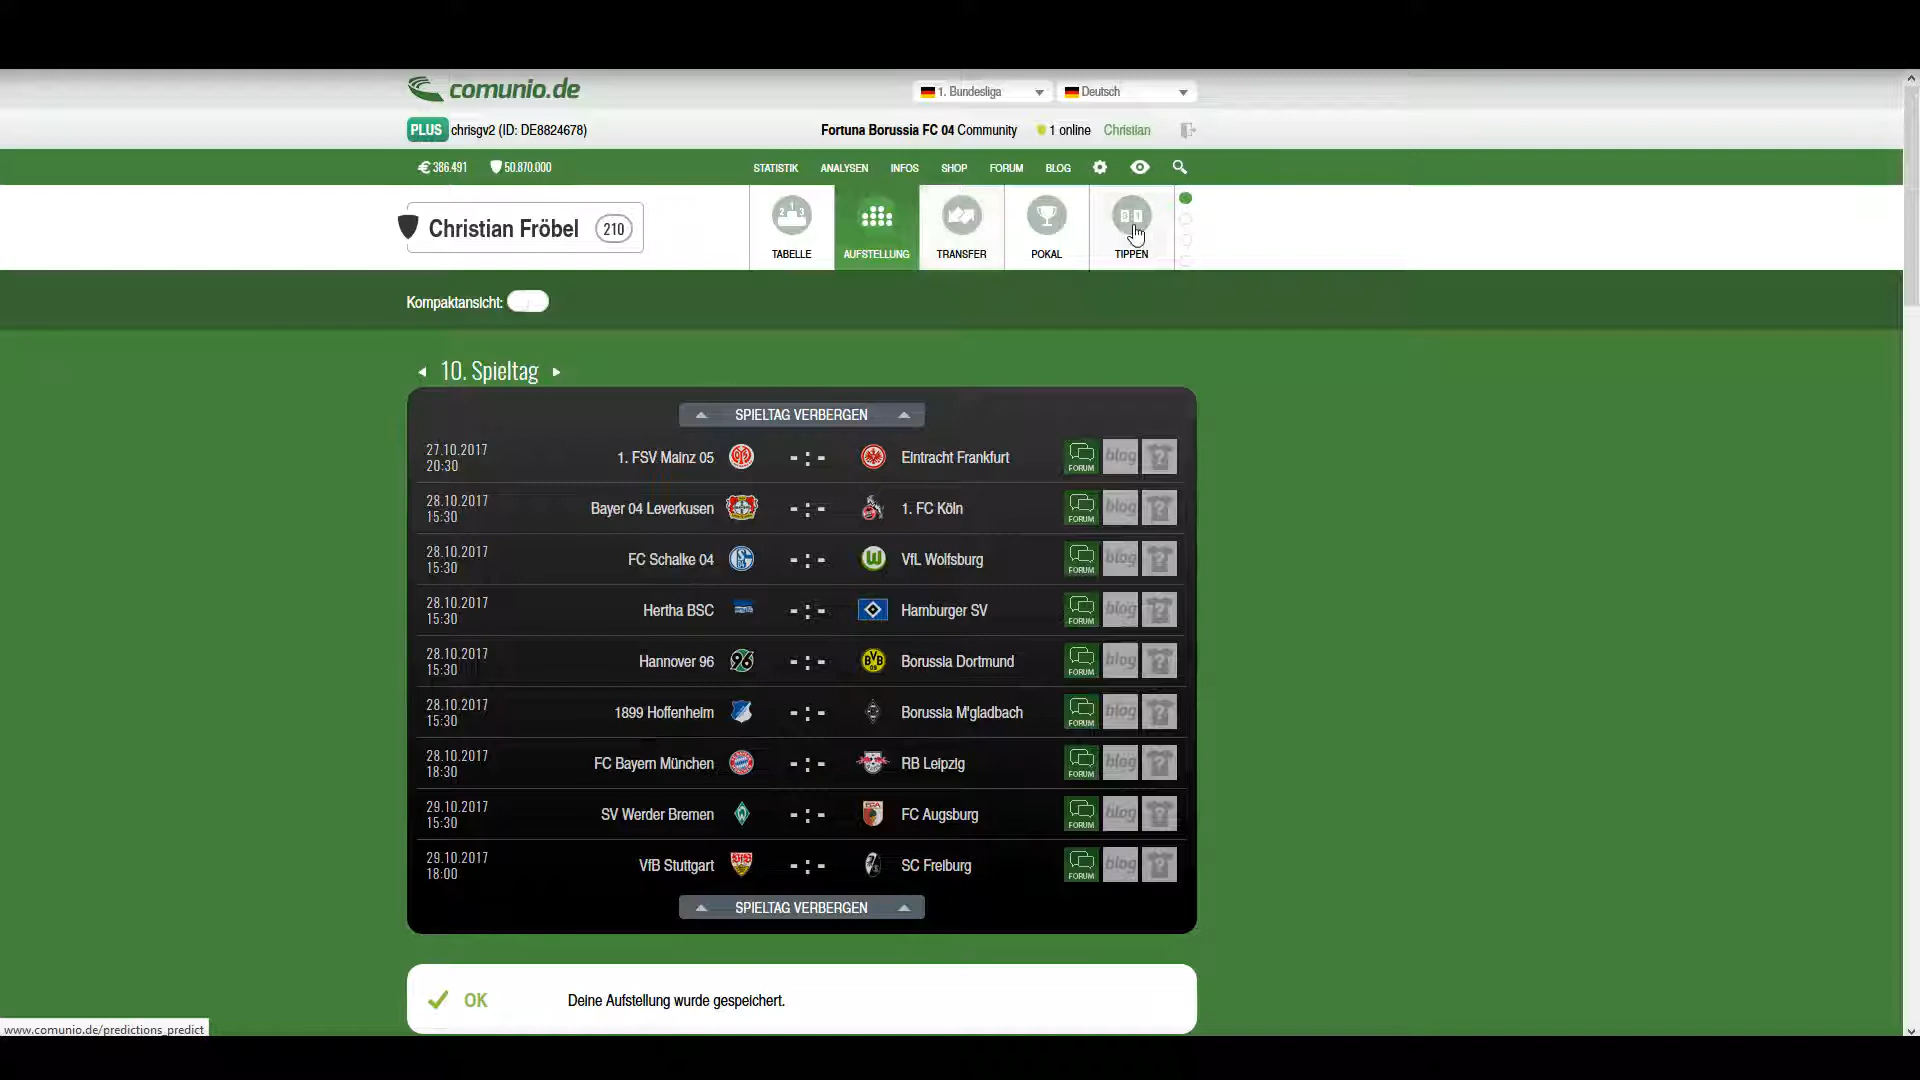 comunio.de
1. Bundesliga
Deutsch
PLUS chrisgv2 (ID: DE8824678)
Fortuna Borussia FC 04 Community
1 online
Christian
386.491
50.870.000
STATISTIK
ANALYSEN
INFOS
SHOP
FORUM
BLOG
Christian Fröbel 210
TABELLE
AUFSTELLUNG
TRANSFER
POKAL
TIPPEN
Kompaktansicht:
10. Spieltag
SPIELTAG VERBERGEN
27.10.2017
20:30
1. FSV Mainz 05 - : - Eintracht Frankfurt
FORUM blog
28.10.2017
15:30
Bayer 04 Leverkusen - : - 1. FC Köln
FORUM blog
28.10.2017
15:30
FC Schalke 04 - : - VfL Wolfsburg
FORUM blog
28.10.2017
15:30
Hertha BSC - : - Hamburger SV
FORUM blog
28.10.2017
15:30
Hannover 96 - : - Borussia Dortmund
FORUM blog
28.10.2017
15:30
1899 Hoffenheim - : - Borussia M'gladbach
FORUM blog
28.10.2017
18:30
FC Bayern München - : - RB Leipzig
FORUM blog
29.10.2017
15:30
SV Werder Bremen - : - FC Augsburg
FORUM blog
29.10.2017
18:00
VfB Stuttgart - : - SC Freiburg
FORUM blog
SPIELTAG VERBERGEN
OK
Deine Aufstellung wurde gespeichert.
www.comunio.de/predictions_predict